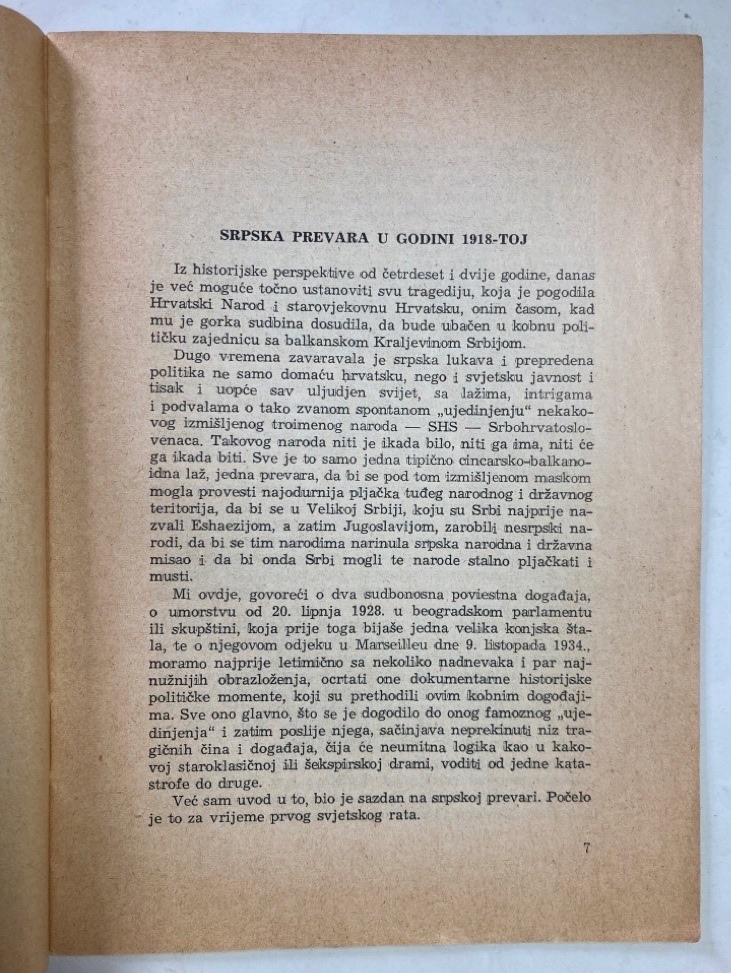 SRPSKA PREVARA U GODINI 1918-TOJ
Iz historijske perspektive od četrdeset i dvije godine, danas
je već moguće točno ustanoviti svu tragediju, koja je pogodila
Hrvatski Narod i starovjekovnu Hrvatsku, onim časom, kad
mu je gorka sudbina dosudila, da bude ubačen u kobnu poli-
tičku zajednicu sa balkanskom Kraljevinom Srbijom.
Dugo vremena zavaravala je srpska lukava i prepredena
politika ne samo domaću hrvatsku, nego i svjetsku javnost i
tisak i uopće sav uljudjen svijet, sa lažima, intrigama
i podvalama o tako zvanom spontanom „ujedinjenju" nekako-
vog izmišljenog troimenog naroda — SHS — Srbohrvatoslo-
venaca. Takovog naroda niti je ikada bilo, niti ga ima, niti će
ga ikada biti. Sve je to samo jedna tipično cincarsko-balkano-
idna laž, jedna prevara, da bi se pod tom izmišljenom maskom
mogla provesti najodurnija pljačka tuđeg narodnog i državnog
teritorija, da bi se u Velikoj Srbiji, koju su Srbi najprije na-
zvali Eshaezijom, a zatim Jugoslavijom, zarobili nesrpski na-
rodi, da bi se tim narodima narinula srpska narodna i državna
misao i da bi onda Srbi mogli te narode stalno pljačkati i
musti.
Mi ovdje, govoreći o dva sudbonosna poviestna događaja,
o umorstvu od 20. lipnja 1928. u beogradskom parlamentu
ili skupštini, koja prije toga bijaše jedna velika konjska šta-
la, te o njegovom odjeku u Marseilleu dne 9. listopada 1934.,
moramo najprije letimično sa nekoliko nadnevaka i par naj-
nužnijih obrazloženja, ocrtati one dokumentarne historijske
političke momente, koji su prethodili ovim kobnim dogođaji-
ma. Sve ono glavno, što se je dogodilo do onog famoznog „uje-
dinjenja" i zatim poslije njega, sačinjava neprekinuti niz tra-
gičnih čina i događaja, čija će neumitna logika kao u kako-
voj staroklasičnoj ili šekspirskoj drami, voditi od jedne kata-
strofe do druge.
Već sam uvod u to, bio je sazdan na srpskoj prevari. Počelo
je to za vrijeme prvog svjetskog rata.
7